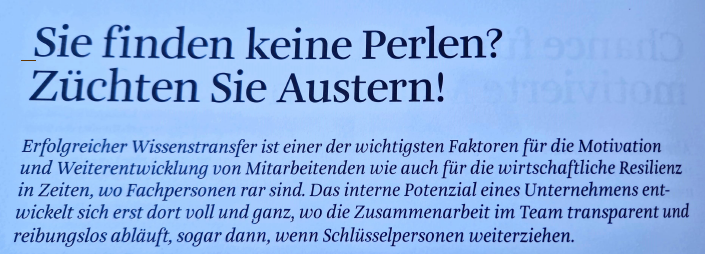 Sie finden keine Perlen?
Züchten Sie Austern!
Erfolgreicher Wissenstransfer ist einer der wichtigsten Faktoren für die Motivation
und Weiterentwicklung von Mitarbeitenden wie auch für die wirtschaftliche Resilienz
in Zeiten, wo Fachpersonen rar sind. Das interne Potenzial eines Unternehmens ent-
wickelt sich erst dort voll und ganz, wo die Zusammenarbeit im Team transparent und
reibungslos abläuft, sogar dann, wenn Schlüsselpersonen weiterziehen.